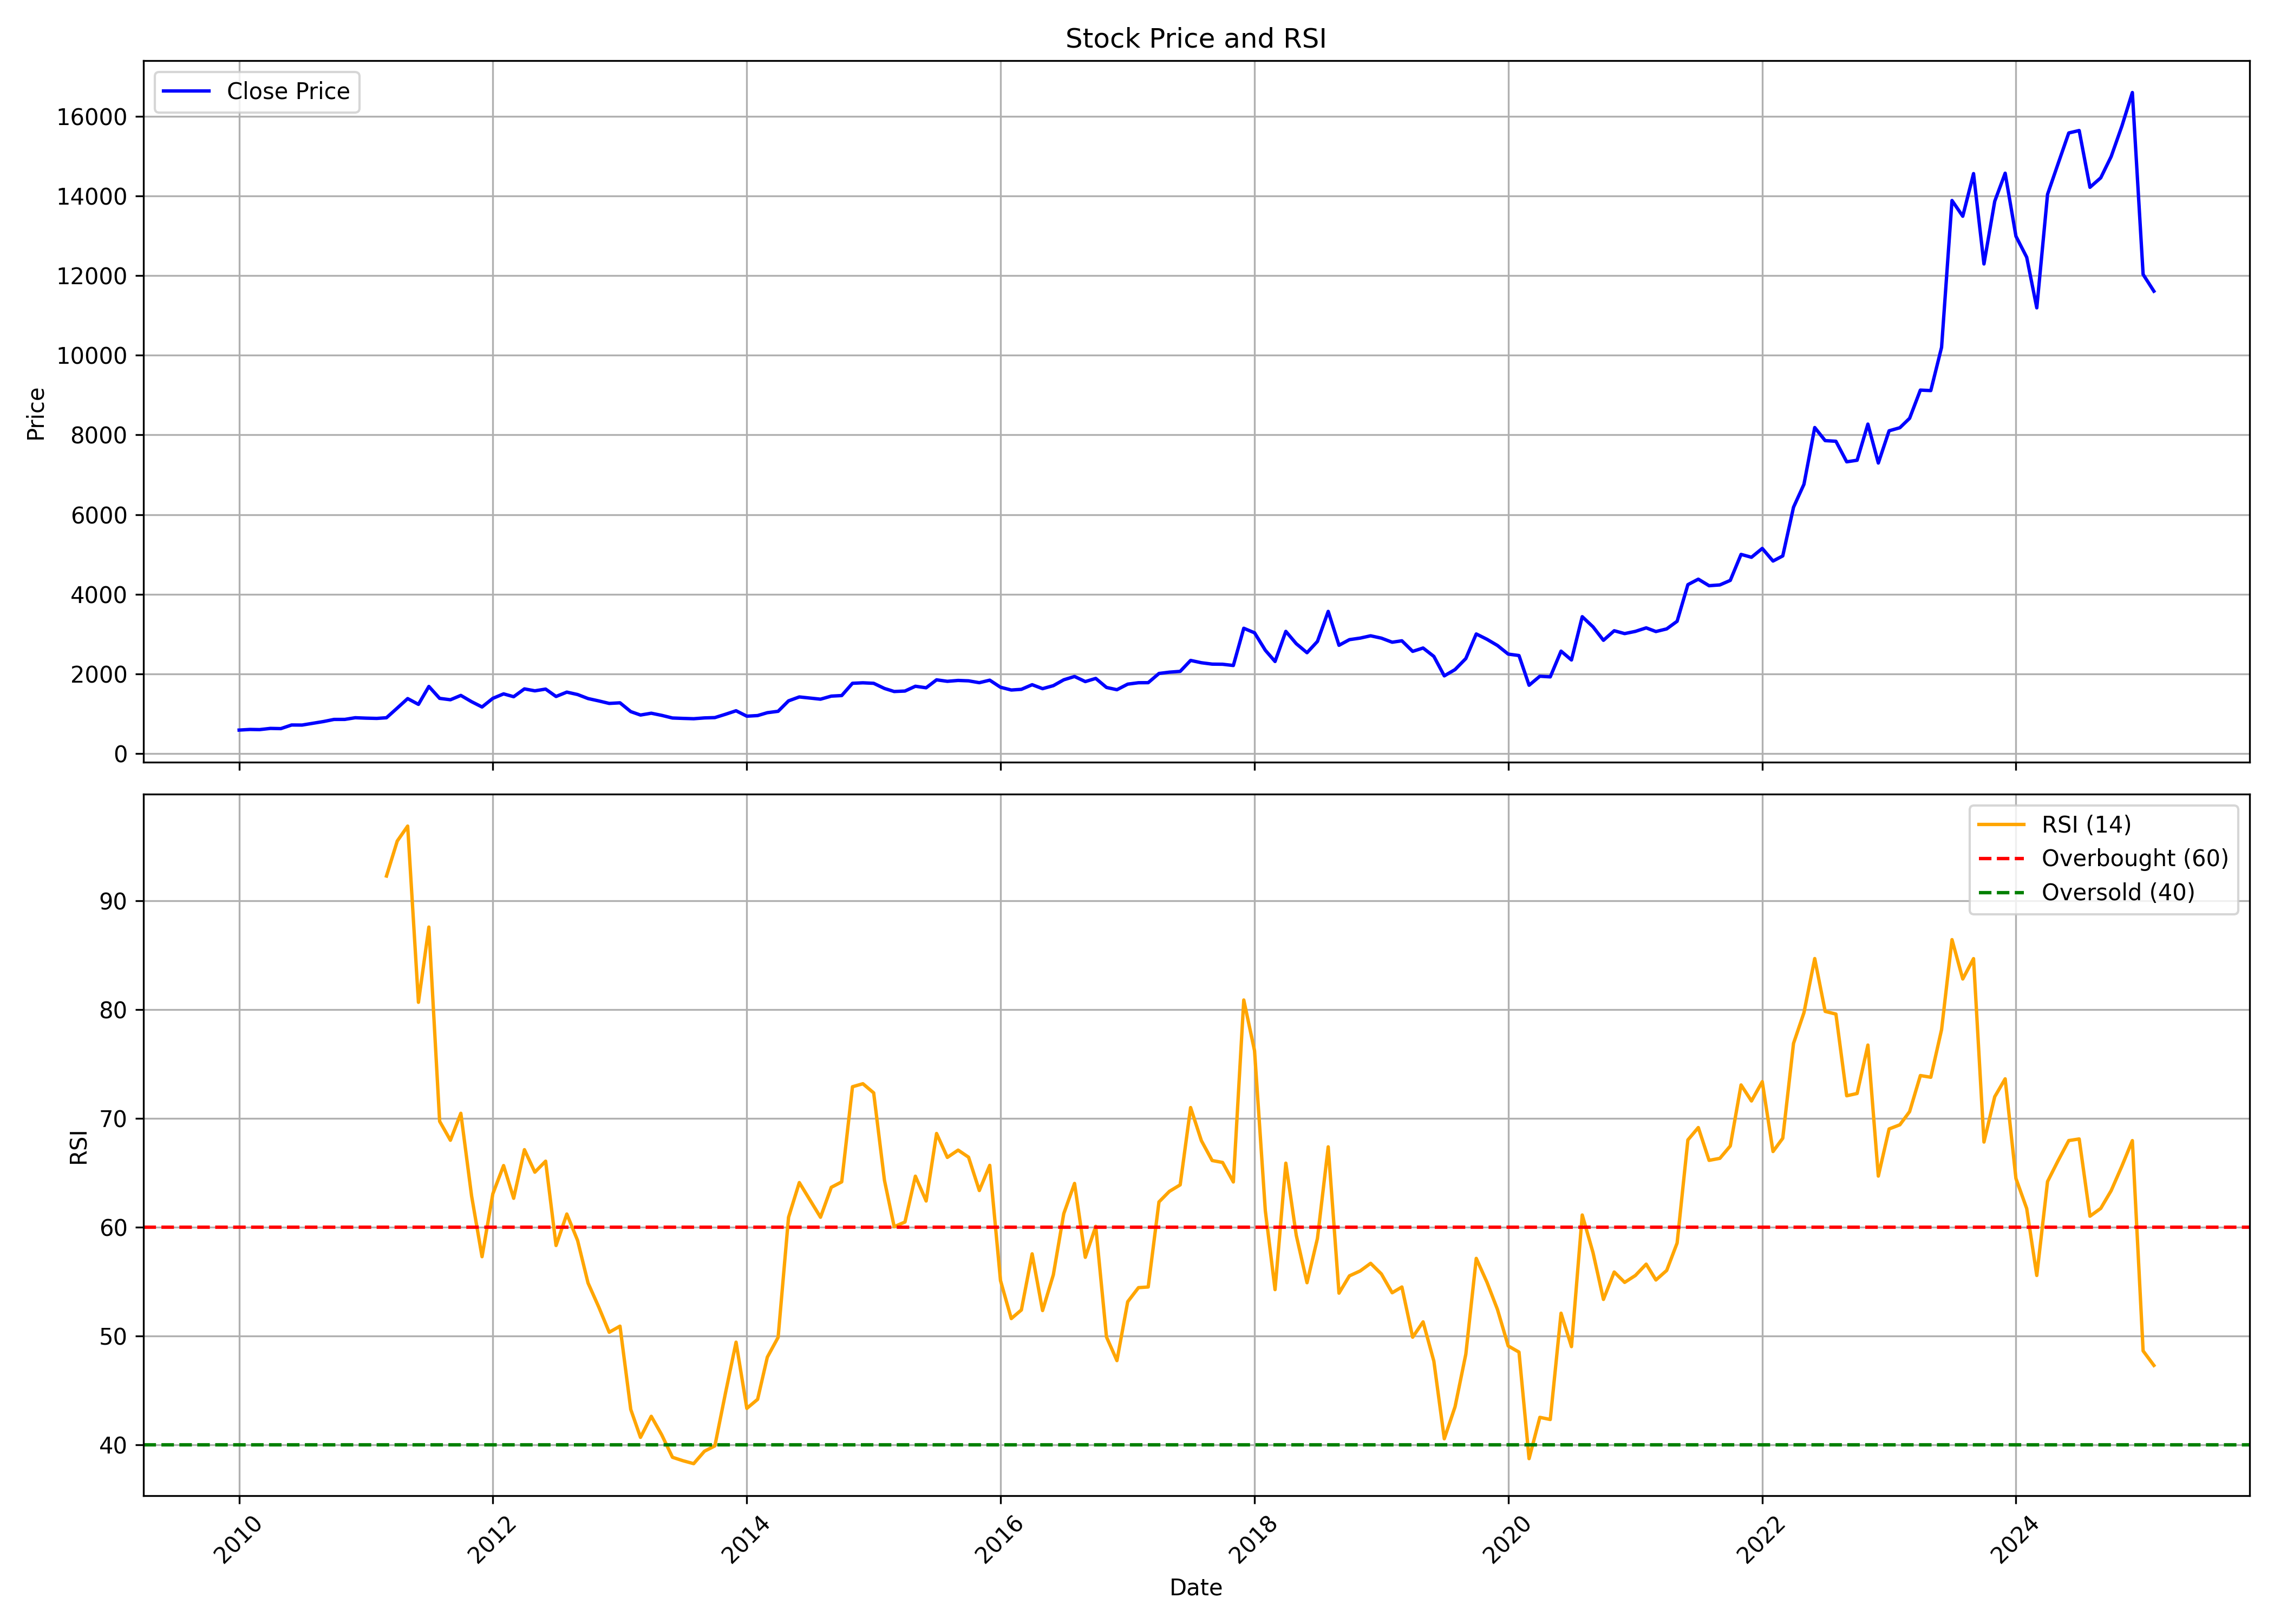 Stock Price and RSI
Close Price
16000
14000
12000
10000
8000
6000
4000
2000
0
Price
RSI (14)
Overbought (60)
Oversold (40)
90
80
70
60
50
40
RSI
2010 2012 2014 2016 2018 2020 2022 2024
Date